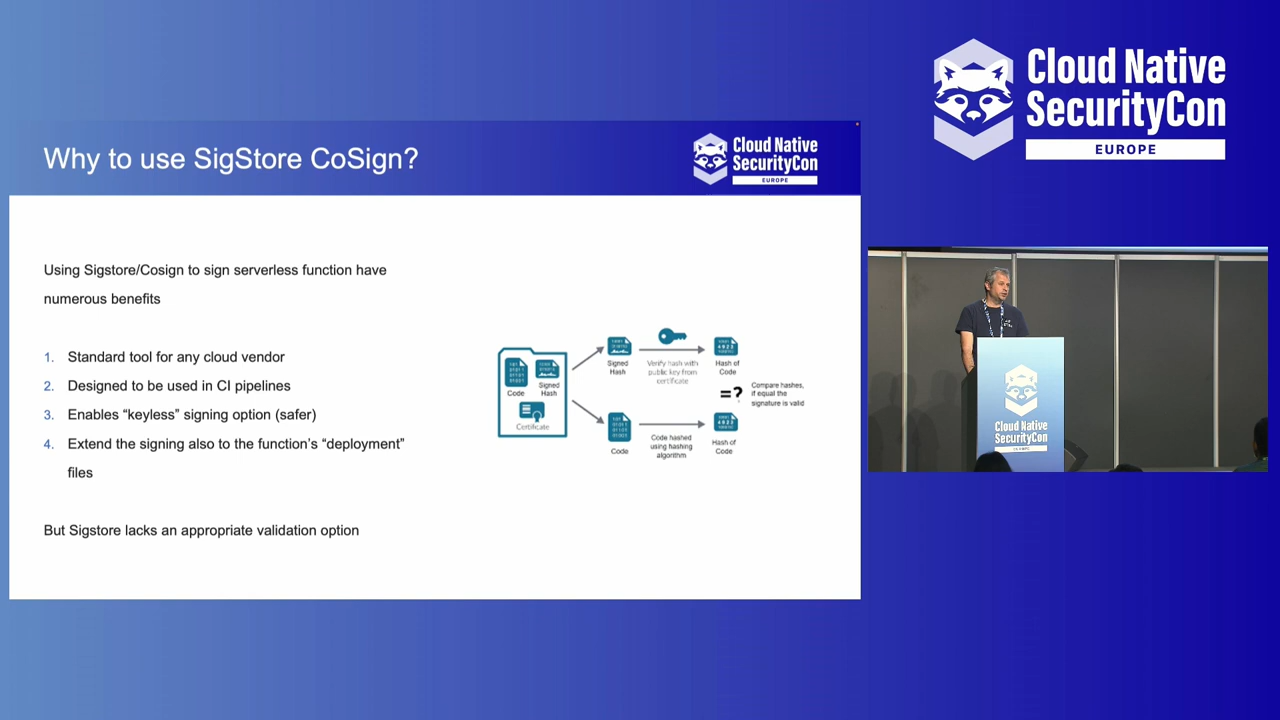 Cloud Native
SecurityCon
EUROPE
Why to use SigStore CoSign?
Cloud Native
SecurityCon
EUROPE
Using Sigstore/Cosign to sign serverless function have
numerous benefits
1. Standard tool for any cloud vendor
2. Designed to be used in CI pipelines
3. Enables “keyless” signing option (safer)
4. Extend the signing also to the function’s “deployment”
files
But Sigstore lacks an appropriate validation option
Code
Signed
Hash
Certificate
Signed
Hash
Verify hash with
public key from
certificate
Hash of
Code
=?
Compare hashes,
if equal the
signature is valid
Code
Code hashed
using hashing
algorithm
Hash of
Code
Cloud Native
SecurityCon